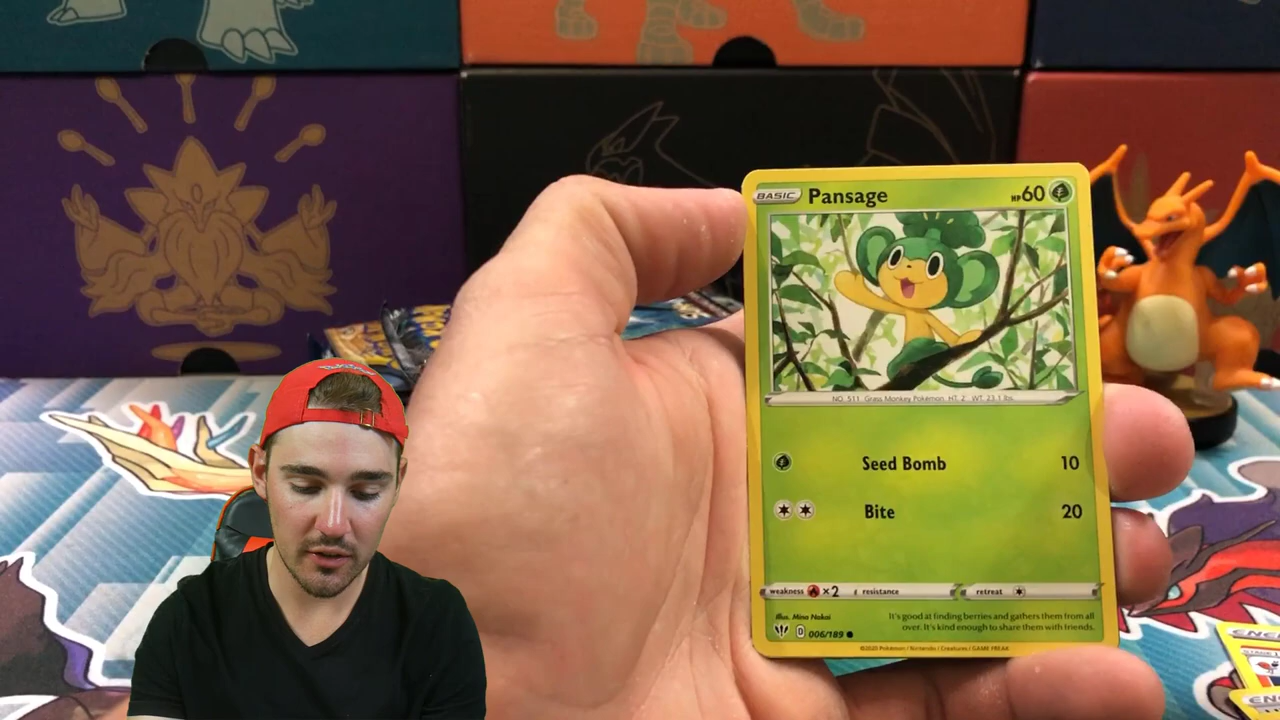 BASIC Pansage HP60
NO. 511 Grass Monkey Pokémon HT. 2' WT. 23.1 lbs.
Seed Bomb 10
Bite 20
weakness ×2 resistance retreat
Illus. Mina Nakai
It's good at finding berries and gathers them from all
over. It's kind enough to share them with friends.
D 006/189
©2020 Pokémon / Nintendo / Creatures / GAME FREAK